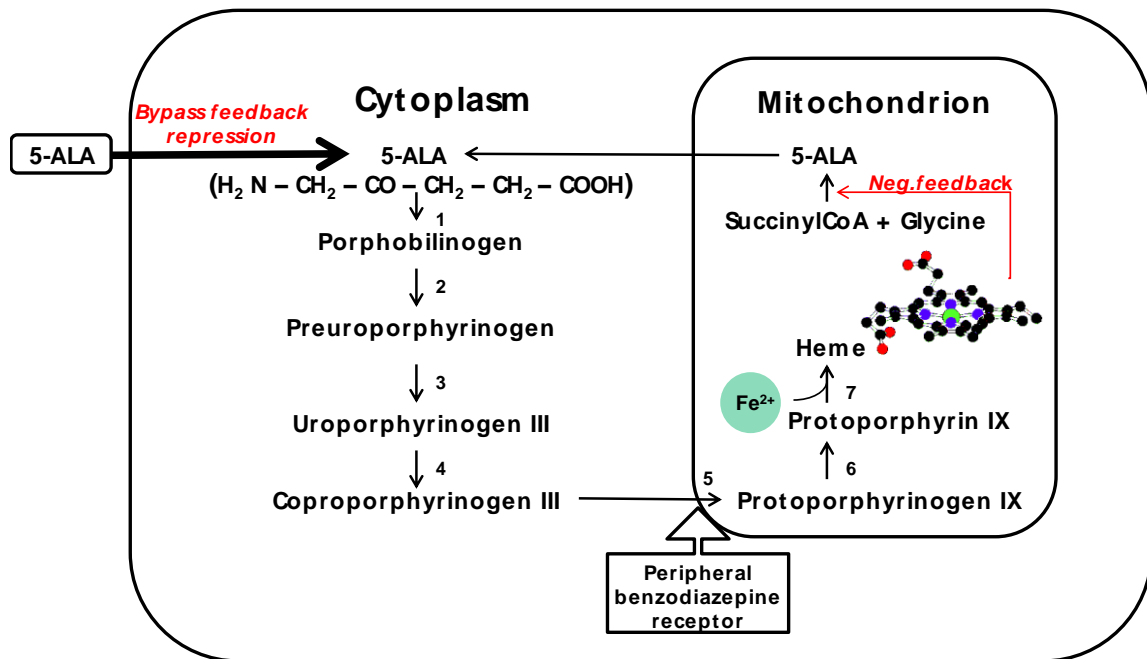 Cytoplasm
Mitochondrion
Bypass feedback
repression
5-ALA
5-ALA
5-ALA
(H₂ N – CH₂ – CO – CH₂ – CH₂ – COOH)
Neg.feedback
1
SuccinylCoA + Glycine
Porphobilinogen
2
Preuroporphyrinogen
Heme
3
Fe²⁺
7
Uroporphyrinogen III
Protoporphyrin IX
4
6
5
Coproporphyrinogen III
Protoporphyrinogen IX
Peripheral
benzodiazepine
receptor